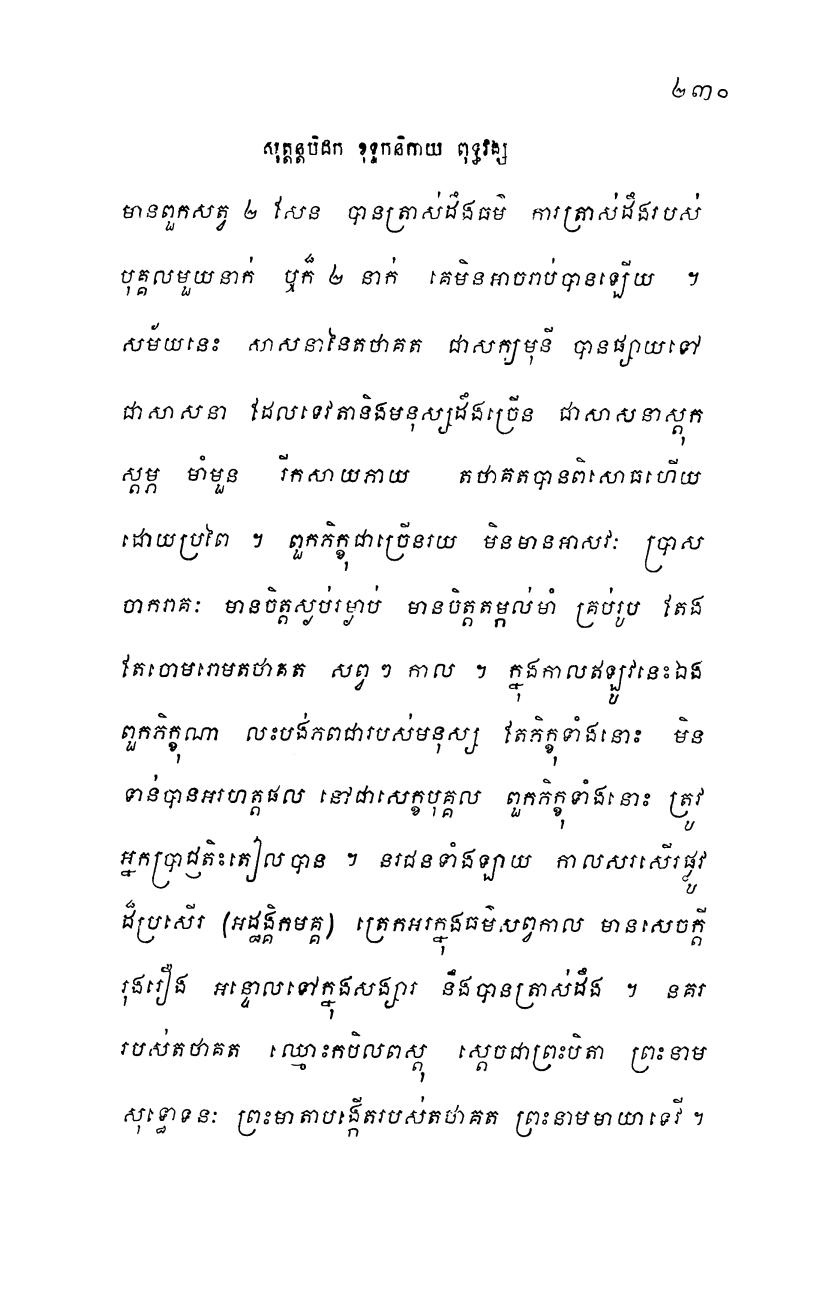 ២៣០
សុត្តន្តបិដក ខុទ្ទកនិកាយ ពុទ្ធវង្ស
មានពួកសត្វ ២ សែន បានត្រាស់ដឹងធម៌ ការត្រាស់ដឹងរបស់
បុគ្គលមួយនាក់ ឬក៏ ២ នាក់ គេមិនអាចរាប់បានឡើយ ។
សម័យនេះ សាសនានៃតថាគត ជាសក្យមុនី បានផ្សាយទៅ
ជាសាសនា ដែលទេវតានិងមនុស្សដឹងច្រើន ជាសាសនាស្តុក
ស្តម្ភ មាំមួន រីកសាយភាយ តថាគតបានពិសោធហើយ
ដោយប្រពៃ ។ ពួកភិក្ខុជាច្រើនរយ មិនមានអាសវៈ ប្រាស
ចាករាគៈ មានចិត្តស្ងប់រម្ងាប់ មានចិត្តតម្កល់មាំ គ្រប់រូប តែង
តែចោមរោមតថាគត សព្វ ៗ កាល ។ ក្នុងកាលឥឡូវនេះឯង
ពួកភិក្ខុណា លះបង់ភពជារបស់មនុស្ស តែភិក្ខុទាំងនោះ មិន
ទាន់បានអរហត្តផល នៅជាសេក្ខបុគ្គល ពួកភិក្ខុទាំងនោះ ត្រូវ
អ្នកប្រាជ្ញតិះតៀលបាន ។ នរជនទាំងឡាយ កាលសរសើរផ្លូវ
ដ៏ប្រសើរ (អដ្ឋង្គិកមគ្គ) ត្រេកអរក្នុងធម៌សព្វកាល មានសេចក្តី
រុងរឿង អន្ទោលទៅក្នុងសង្សារ នឹងបានត្រាស់ដឹង ។ នគរ
របស់តថាគត ឈ្មោះកបិលពស្តុ ស្តេចជាព្រះបិតា ព្រះនាម
សុទ្ធោទនៈ ព្រះមាតាបង្កើតរបស់តថាគត ព្រះនាមមាយាទេវី ។